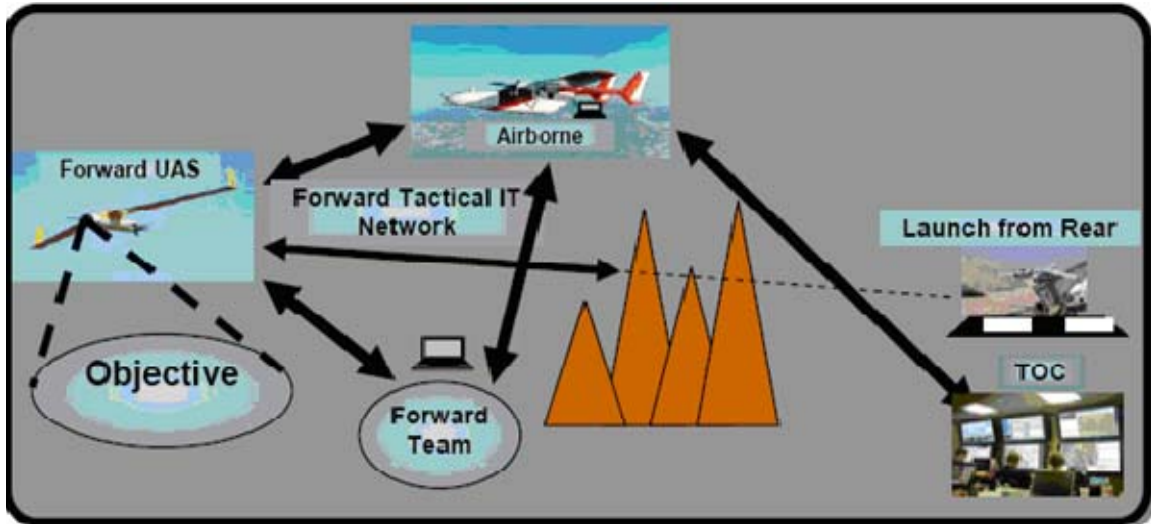 Airborne
Forward UAS
Forward Tactical IT
Network
Launch from Rear
Objective
TOC
Forward
Team